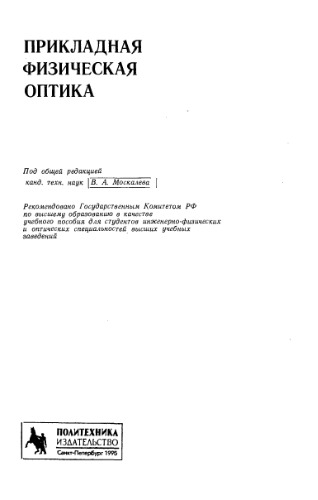 ПРИКЛАДНАЯ
ФИЗИЧЕСКАЯ
ОПТИКА
Под общей редакцией
канд. техн. наук В. А. Москалева
Рекомендовано Государственным Комитетом РФ
по высшему образованию в качестве
учебного пособия для студентов инженерно-физических
и оптических специальностей высших учебных
заведений
ПОЛИТЕХНИКА
ИЗДАТЕЛЬСТВО
Санкт-Петербург 1995